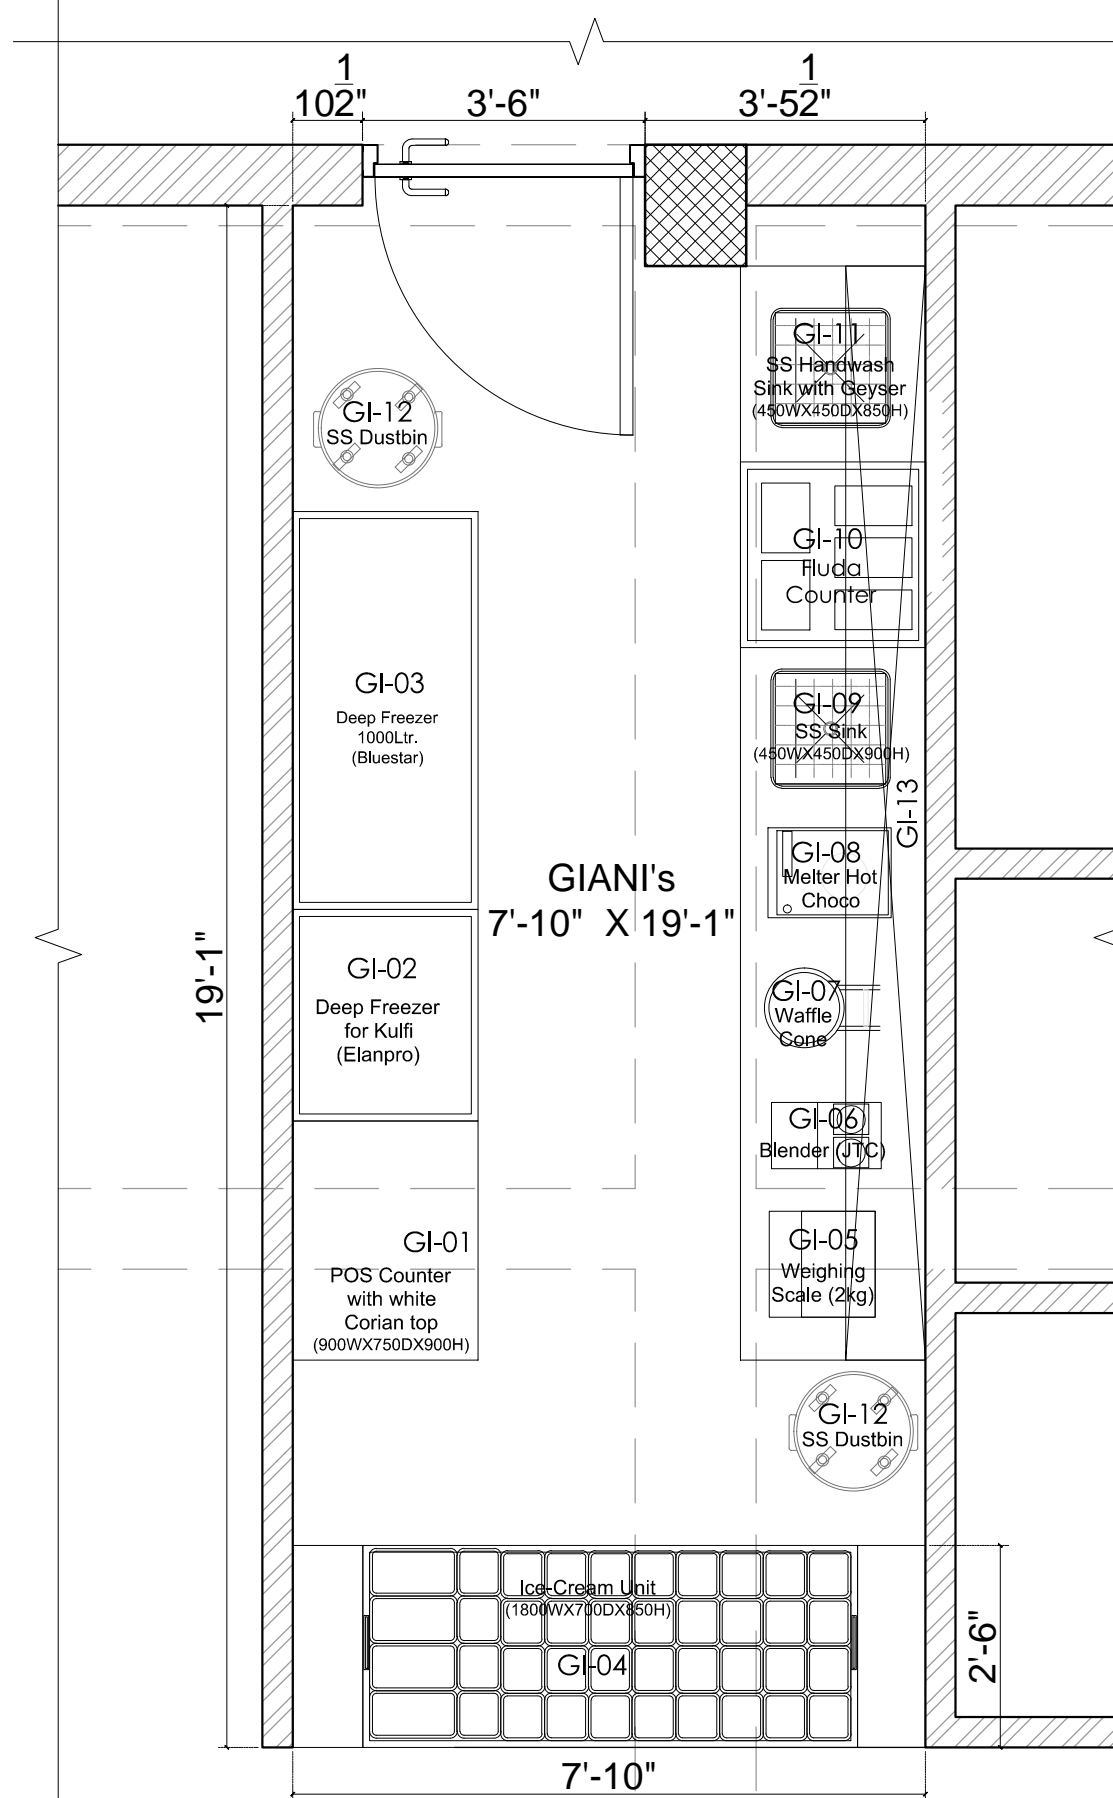 10 1/2"
3'-6"
3'-5 1/2"
GI-11
SS Handwash
Sink with Geyser
(450WX450DX850H)
GI-12
SS Dustbin
GI-10
Fluda
Counter
GI-03
Deep Freezer
1000Ltr.
(Bluestar)
GI-09
SS Sink
(450WX450DX900H)
GI-13
GI-08
Melter Hot
Choco
GIANI's
7'-10" X 19'-1"
19'-1"
GI-02
Deep Freezer
for Kulfi
(Elanpro)
GI-07
Waffle
Cone
GI-06
Blender (JTC)
GI-01
POS Counter
with white
Corian top
(900WX750DX900H)
GI-05
Weighing
Scale (2kg)
GI-12
SS Dustbin
Ice-Cream Unit
(1800WX700DX850H)
GI-04
2'-6"
7'-10"